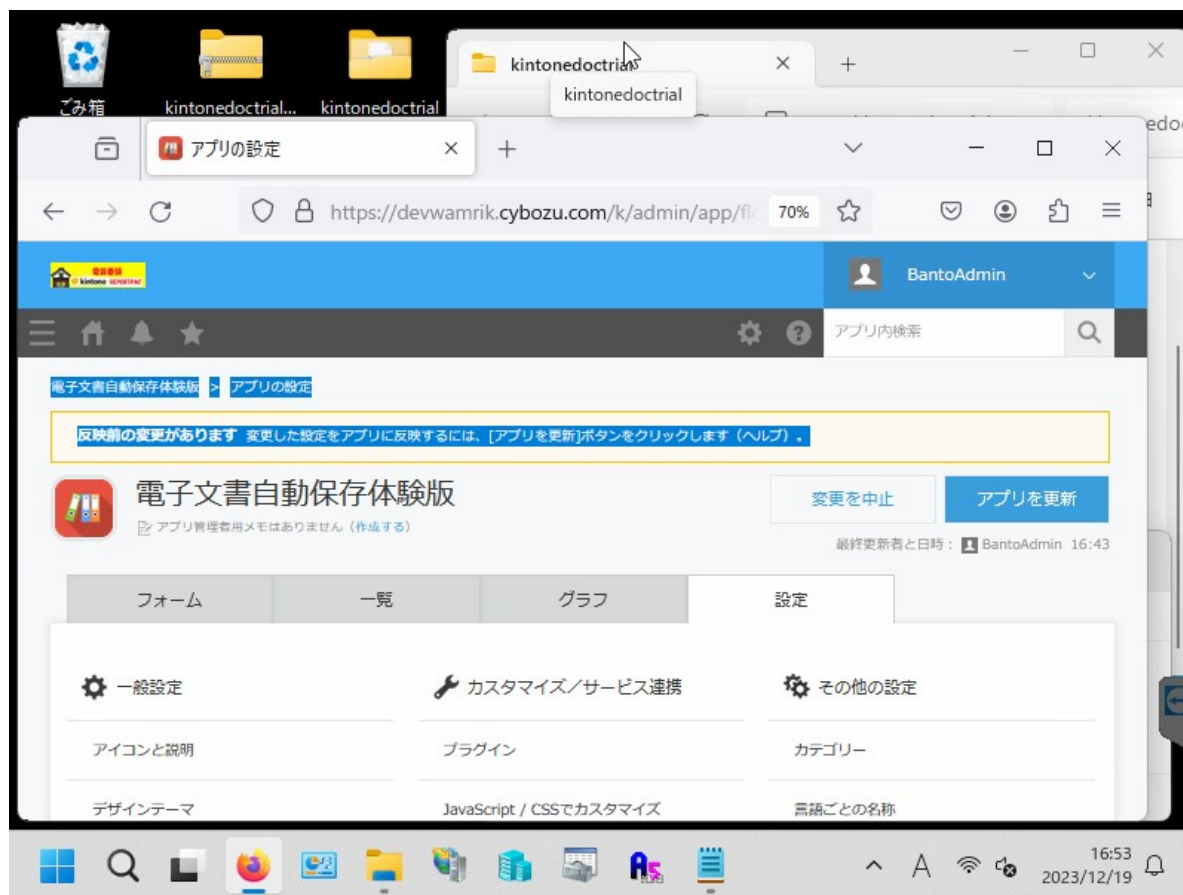 ごみ箱
kintonedoctrial...
kintonedoctrial
kintonedoctrial
kintonedoctrial
アプリの設定
https://devwamrik.cybozu.com/k/admin/app/flo
70%
kintone
BantoAdmin
アプリ内検索
電子文書自動保存体験版 > アプリの設定
反映前の変更があります 変更した設定をアプリに反映するには、[アプリを更新]ボタンをクリックします（ヘルプ）。
電子文書自動保存体験版
アプリ管理者用メモはありません（作成する）
変更を中止
アプリを更新
最終更新者と日時： BantoAdmin 16:43
フォーム
一覧
グラフ
設定
一般設定
カスタマイズ／サービス連携
その他の設定
アイコンと説明
プラグイン
カテゴリー
デザインテーマ
JavaScript / CSSでカスタマイズ
言語ごとの名称
A
16:53
2023/12/19